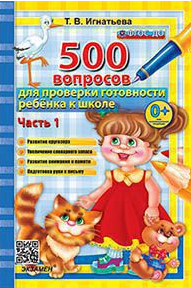 Т. В. Игнатьева
500
вопросов
для проверки готовности
ребёнка к школе
Часть 1
0+
Развитие кругозора
Увеличение словарного запаса
Развитие внимания и памяти
Подготовка руки к письму
ЭКЗАМЕН